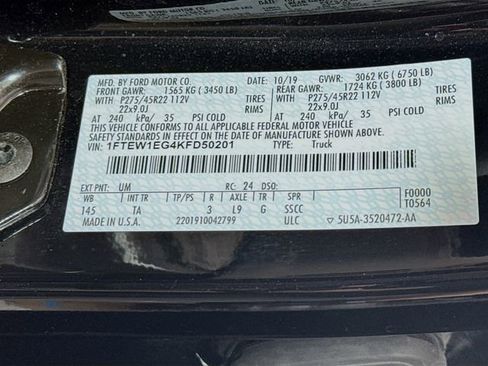 MFD. BY FORD MOTOR CO.
10/19 GVWR: 3062 KG (6750 LB)
FRONT GAWR: 1565 KG (3450 LB)
REAR GAWR: 1724 KG (3800 LB)
WITH P275/45R22 112V TIRES
WITH P275/45R22 112V TIRES
22x9.0J RIMS
22x9.0J RIMS
AT 240 kPa/ 35 PSI COLD
AT 240 kPa/ 35 PSI COLD
THIS VEHICLE CONFORMS TO ALL APPLICABLE FEDERAL MOTOR VEHICLE
SAFETY STANDARDS IN EFFECT ON THE DATE OF MANUFACTURE SHOWN ABOVE.
VIN: 1FTEW1EG4KFD50201 TYPE: Truck
EXT PNT: UM RC: 24 DSO:
WB INT TR TP/PS R AXLE TR SPR
145 TA 3 L9 G SSCC
F0000
T0564
MADE IN U.S.A. 2201910042799 ULC 5U5A-3520472-AA